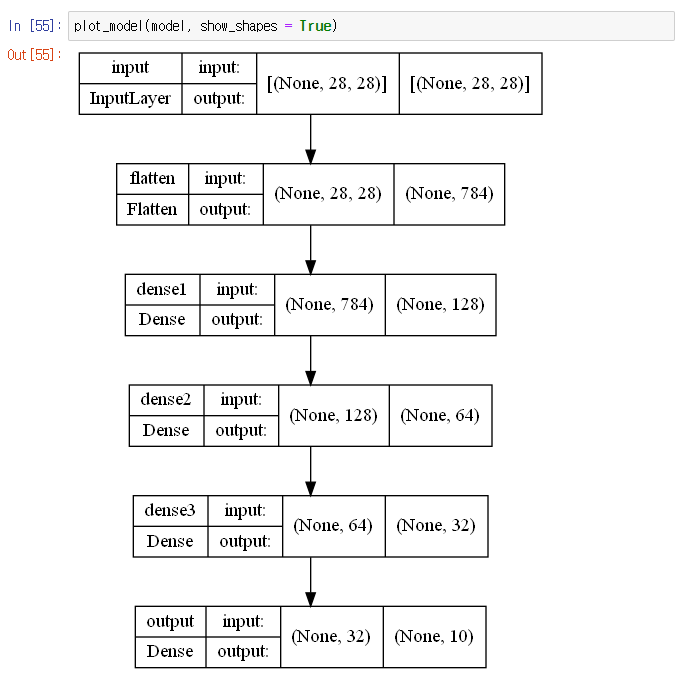 In [55]: plot_model(model, show_shapes = True)
Out[55]:
input input: [(None, 28, 28)] [(None, 28, 28)]
InputLayer output:
flatten input: (None, 28, 28) (None, 784)
Flatten output:
dense1 input: (None, 784) (None, 128)
Dense output:
dense2 input: (None, 128) (None, 64)
Dense output:
dense3 input: (None, 64) (None, 32)
Dense output:
output input: (None, 32) (None, 10)
Dense output: